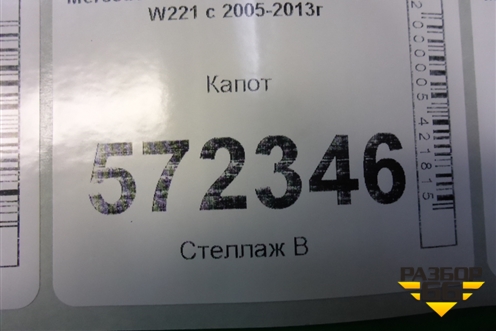 W221 с 2005-2013г
Капот
572346
Стеллаж В
2000005421815
РАЗБОР